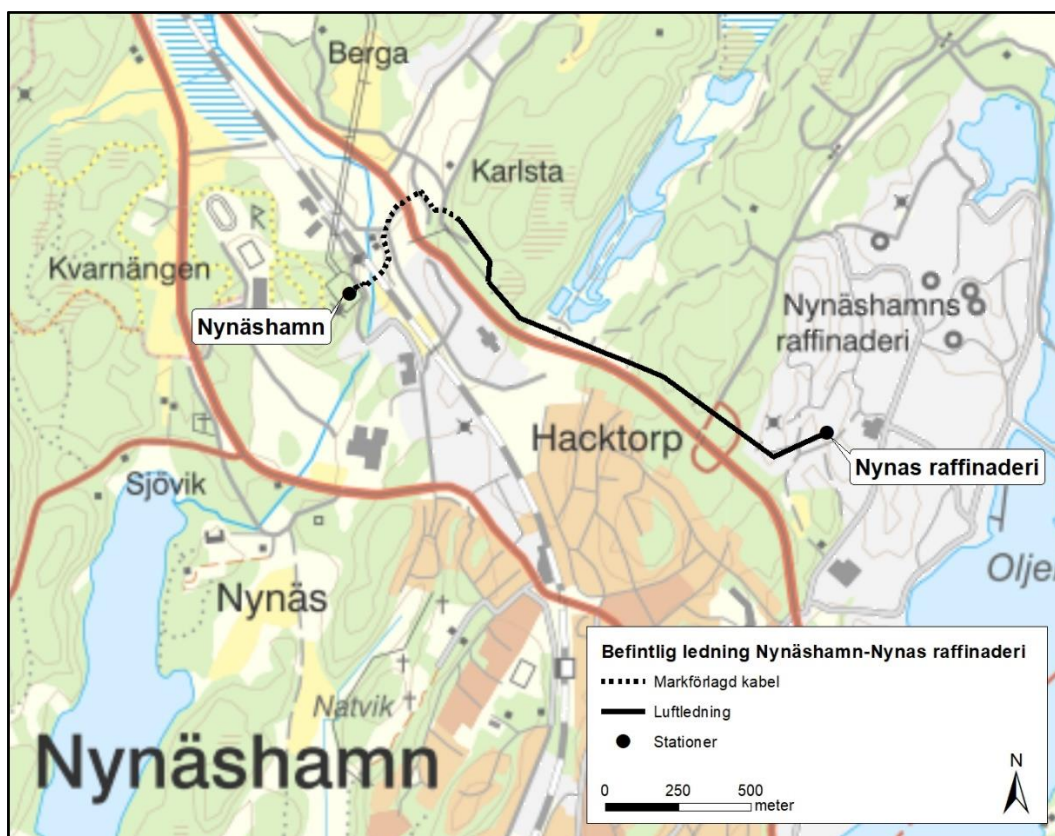 Berga
Karlsta
Kvarnängen
Nynäshamn
Nynäshamns
raffinaderi
Hacktorp
Nynas raffinaderi
Sjövik
Nynäs
Natvik
Nynäshamn
Befintlig ledning Nynäshamn-Nynas raffinaderi
Markförlagd kabel
Luftledning
Stationer
0 250 500
meter
N